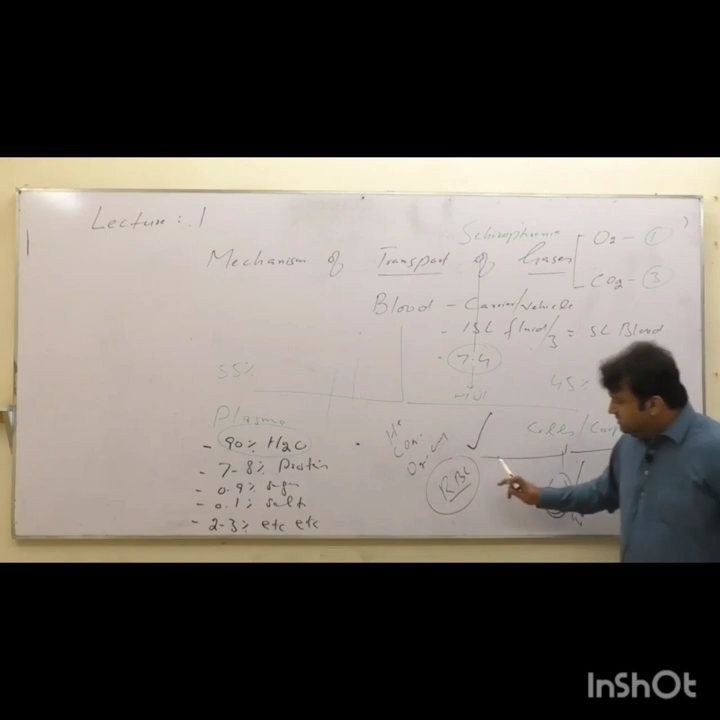 Lecture: 1
Mechanism of Transport of Gases
O2 - 1
CO2 - 3
Blood - Carrier/vehicle
- 15L fluid/3 = 5L Blood
- 7.4
55%
45%
Plasma
- 90% H2O
- 7-8% Protein
- 0.9%
- 0.1% salt
- 2-3% etc etc
Cells/Corp
RBC
InShOt